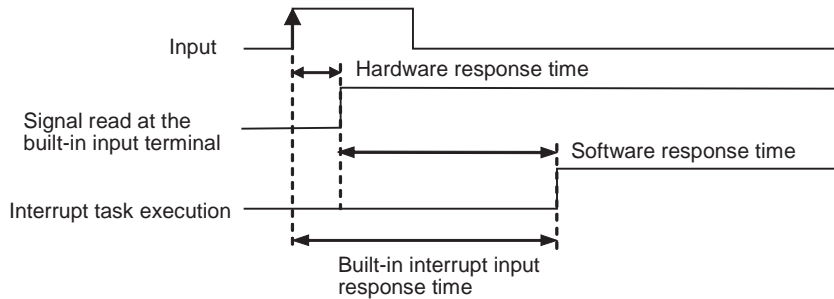 Input
Hardware response time
Signal read at the
built-in input terminal
Software response time
Interrupt task execution
Built-in interrupt input
response time